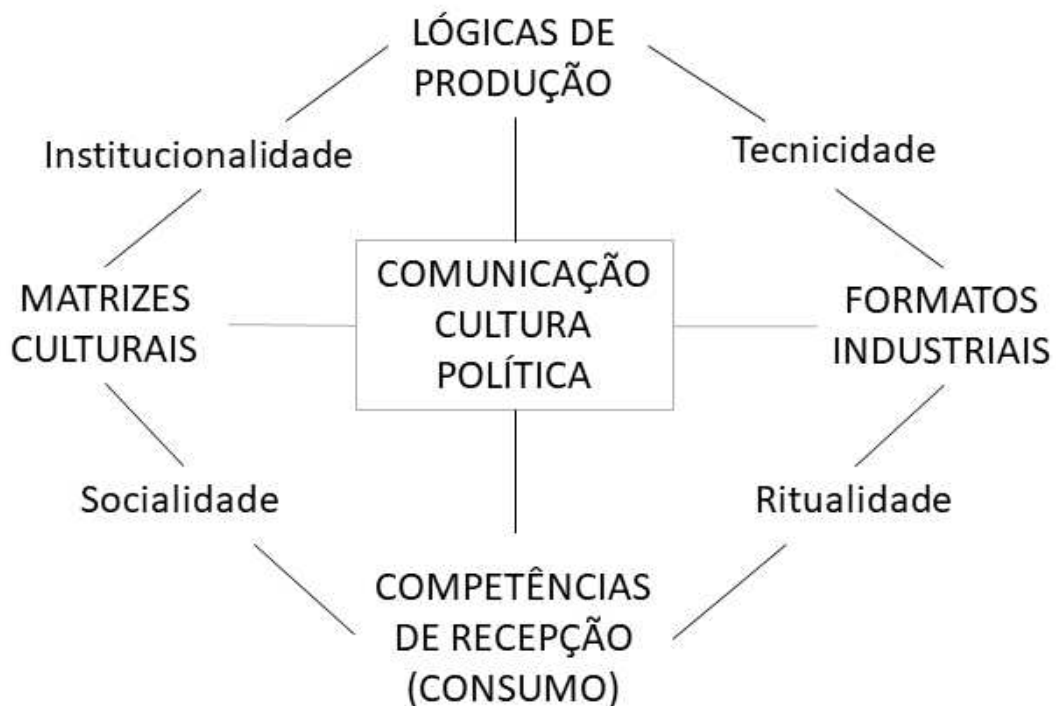 LÓGICAS DE
PRODUÇÃO
Institucionalidade
Tecnicidade
MATRIZES
CULTURAIS
COMUNICAÇÃO
CULTURA
POLÍTICA
FORMATOS
INDUSTRIAIS
Socialidade
Ritualidade
COMPETÊNCIAS
DE RECEPÇÃO
(CONSUMO)